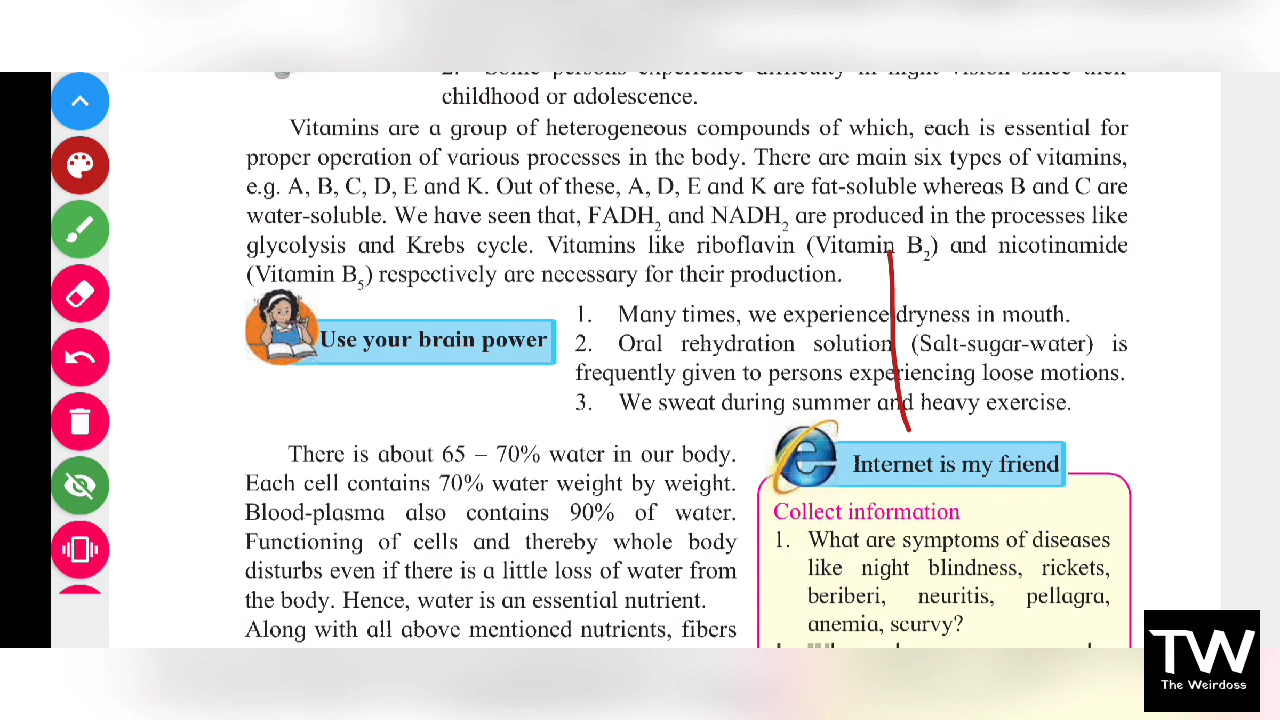 childhood or adolescence.
Vitamins are a group of heterogeneous compounds of which, each is essential for
proper operation of various processes in the body. There are main six types of vitamins,
e.g. A, B, C, D, E and K. Out of these, A, D, E and K are fat-soluble whereas B and C are
water-soluble. We have seen that, FADH2 and NADH2 are produced in the processes like
glycolysis and Krebs cycle. Vitamins like riboflavin (Vitamin B2) and nicotinamide
(Vitamin B5) respectively are necessary for their production.
Use your brain power
1. Many times, we experience dryness in mouth.
2. Oral rehydration solution (Salt-sugar-water) is
frequently given to persons experiencing loose motions.
3. We sweat during summer and heavy exercise.
There is about 65 – 70% water in our body.
Each cell contains 70% water weight by weight.
Blood-plasma also contains 90% of water.
Functioning of cells and thereby whole body
disturbs even if there is a little loss of water from
the body. Hence, water is an essential nutrient.
Along with all above mentioned nutrients, fibers
Internet is my friend
Collect information
1. What are symptoms of diseases
like night blindness, rickets,
beriberi, neuritis, pellagra,
anemia, scurvy?
TW
The Weirdoss